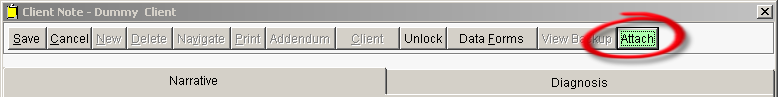 Client Note - Dummy Client
Save Cancel New Delete Navigate Print Addendum Client Unlock Data Forms View Backup Attach
Narrative Diagnosis